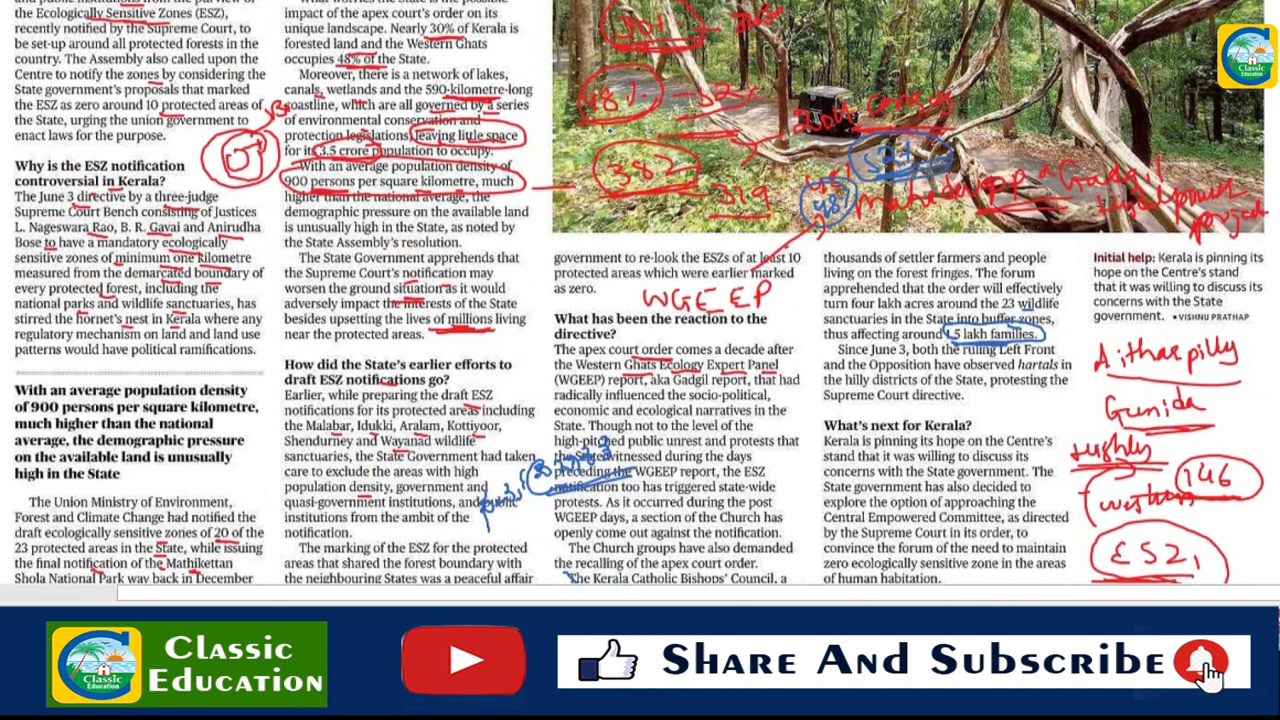 and public institutions from the purview of
the Ecologically Sensitive Zones (ESZ),
recently notified by the Supreme Court, to
be set-up around all protected forests in the
country. The Assembly also called upon the
Centre to notify the zones by considering the
State government's proposals that marked
the ESZ as zero around 10 protected areas of
the State, urging the union government to
enact laws for the purpose.
Why is the ESZ notification
controversial in Kerala?
The June 3 directive by a three-judge
Supreme Court Bench consisting of Justices
L. Nageswara Rao, B. R. Gavai and Anirudha
Bose to have a mandatory ecologically
sensitive zones of minimum one kilometre
measured from the demarcated boundary of
every protected forest, including the
national parks and wildlife sanctuaries, has
stirred the hornet's nest in Kerala where any
regulatory mechanism on land and land use
patterns would have political ramifications.
With an average population density
of 900 persons per square kilometre,
much higher than the national
average, the demographic pressure
on the available land is unusually
high in the State
The Union Ministry of Environment,
Forest and Climate Change had notified the
draft ecologically sensitive zones of 20 of the
23 protected areas in the State, while issuing
the final notification of the Mathikettan
Shola National Park way back in December
What worries the State is the possible
impact of the apex court's order on its
unique landscape. Nearly 30% of Kerala is
forested land and the Western Ghats
occupies 48% of the State.
Moreover, there is a network of lakes,
canals, wetlands and the 590-kilometre-long
coastline, which are all governed by a series
of environmental conservation and
protection legislations, leaving little space
for its 3.5 crore population to occupy.
With an average population density of
900 persons per square kilometre, much
higher than the national average, the
demographic pressure on the available land
is unusually high in the State, as noted by
the State Assembly's resolution.
The State Government apprehends that
the Supreme Court's notification may
worsen the ground situation as it would
adversely impact the interests of the State
besides upsetting the lives of millions living
near the protected areas.
How did the State's earlier efforts to
draft ESZ notifications go?
Earlier, while preparing the draft ESZ
notifications for its protected areas including
the Malabar, Idukki, Aralam, Kottiyoor,
Shendurney and Wayanad wildlife
sanctuaries, the State Government had taken
care to exclude the areas with high
population density, government and
quasi-government institutions, and public
institutions from the ambit of the
notification.
The marking of the ESZ for the protected
areas that shared the forest boundary with
the neighbouring States was a peaceful affair
30%
48%
382
319
52%
48%
WGEEP
government to re-look the ESZs of at least 10
protected areas which were earlier marked
as zero.
What has been the reaction to the
directive?
The apex court order comes a decade after
the Western Ghats Ecology Expert Panel
(WGEEP) report, aka Gadgil report, that had
radically influenced the socio-political,
economic and ecological narratives in the
State. Though not to the level of the
high-pitched public unrest and protests that
the State witnessed during the days
preceding the WGEEP report, the ESZ
notification too has triggered state-wide
protests. As it occurred during the post
WGEEP days, a section of the Church has
openly come out against the notification.
The Church groups have also demanded
the recalling of the apex court order.
The Kerala Catholic Bishops' Council, a
thousands of settler farmers and people
living on the forest fringes. The forum
apprehended that the order will effectively
turn four lakh acres around the 23 wildlife
sanctuaries in the State into buffer zones,
thus affecting around 1.5 lakh families.
Since June 3, both the ruling Left Front
and the Opposition have observed hartals in
the hilly districts of the State, protesting the
Supreme Court directive.
What's next for Kerala?
Kerala is pinning its hope on the Centre's
stand that it was willing to discuss its
concerns with the State government. The
State government has also decided to
explore the option of approaching the
Central Empowered Committee, as directed
by the Supreme Court in its order, to
convince the forum of the need to maintain
zero ecologically sensitive zone in the areas
of human habitation.
Initial help: Kerala is pinning its
hope on the Centre's stand
that it was willing to discuss its
concerns with the State
government. • VISHNU PRATHAP
Aitharpilly
Gunida
146
ESZ1
Classic
Education
Classic
Education
Classic
Education
Share And Subscribe